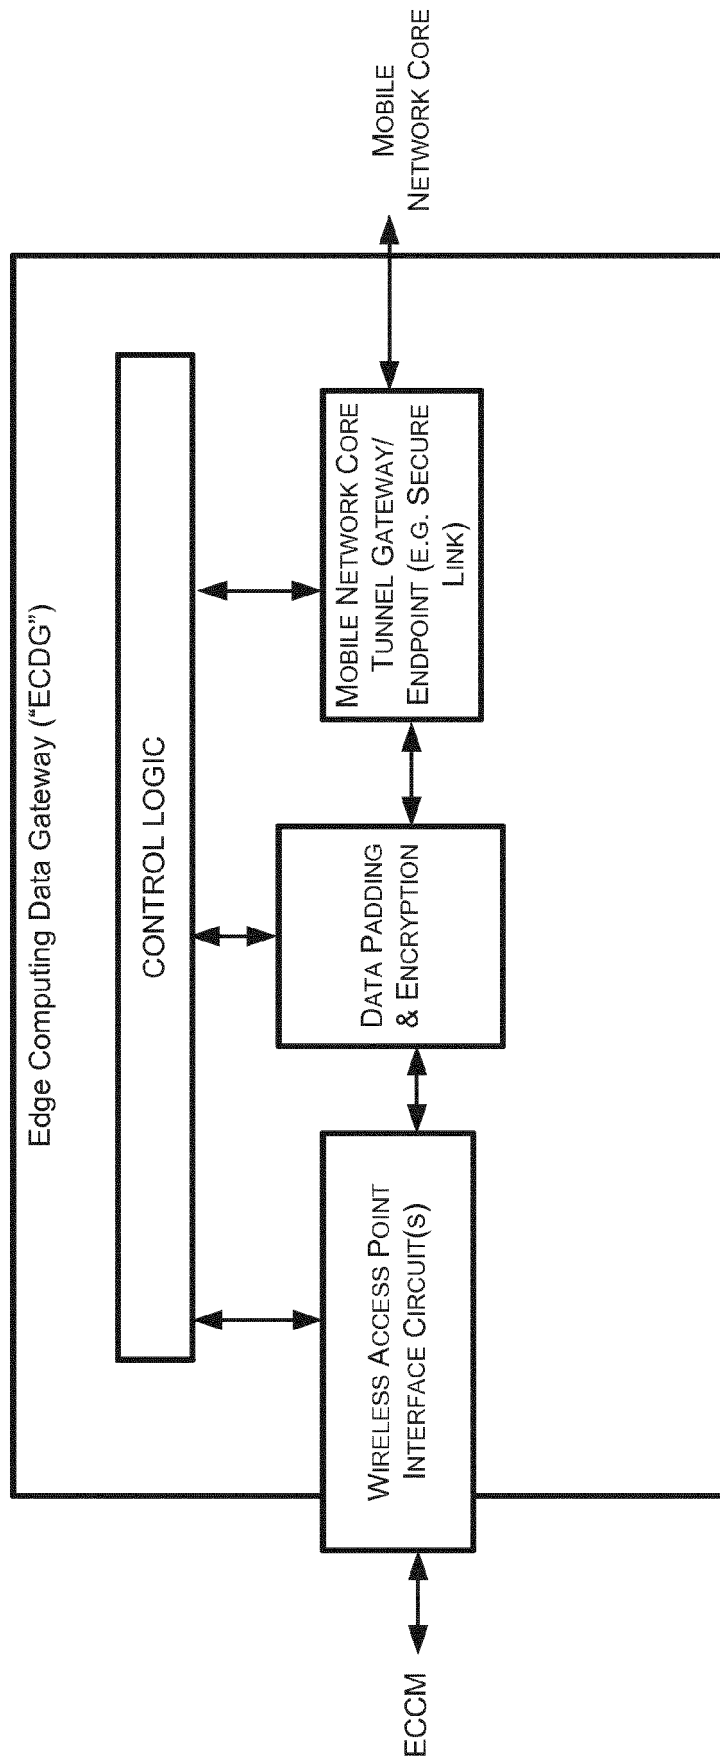 Edge Computing Data Gateway ("ECDG")
CONTROL LOGIC
ECCM
WIRELESS ACCESS POINT
INTERFACE CIRCUIT(S)
DATA PADDING
& ENCRYPTION
MOBILE NETWORK CORE
TUNNEL GATEWAY/
ENDPOINT (E.G. SECURE
LINK)
MOBILE
NETWORK CORE